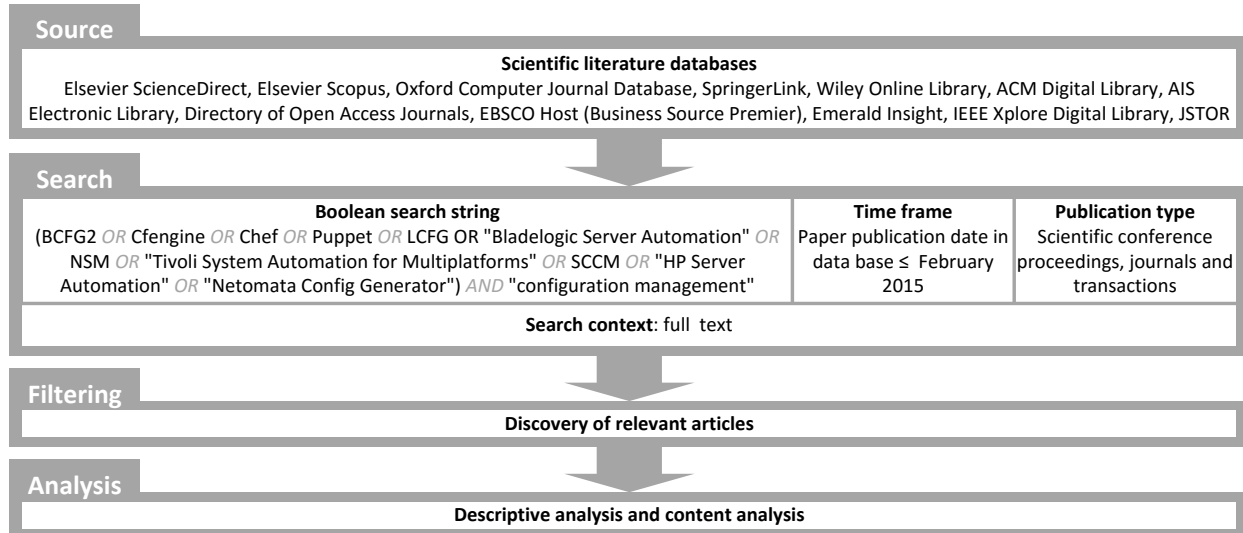 Source
Scientific literature databases
Elsevier ScienceDirect, Elsevier Scopus, Oxford Computer Journal Database, SpringerLink, Wiley Online Library, ACM Digital Library, AIS
Electronic Library, Directory of Open Access Journals, EBSCO Host (Business Source Premier), Emerald Insight, IEEE Xplore Digital Library, JSTOR
Search
Boolean search string
(BCFG2 OR Cfengine OR Chef OR Puppet OR LCFG OR "Bladelogic Server Automation" OR
NSM OR "Tivoli System Automation for Multiplatforms" OR SCCM OR "HP Server
Automation" OR "Netomata Config Generator") AND "configuration management"
Time frame
Paper publication date in
data base ≤ February
2015
Publication type
Scientific conference
proceedings, journals and
transactions
Search context: full text
Filtering
Discovery of relevant articles
Analysis
Descriptive analysis and content analysis